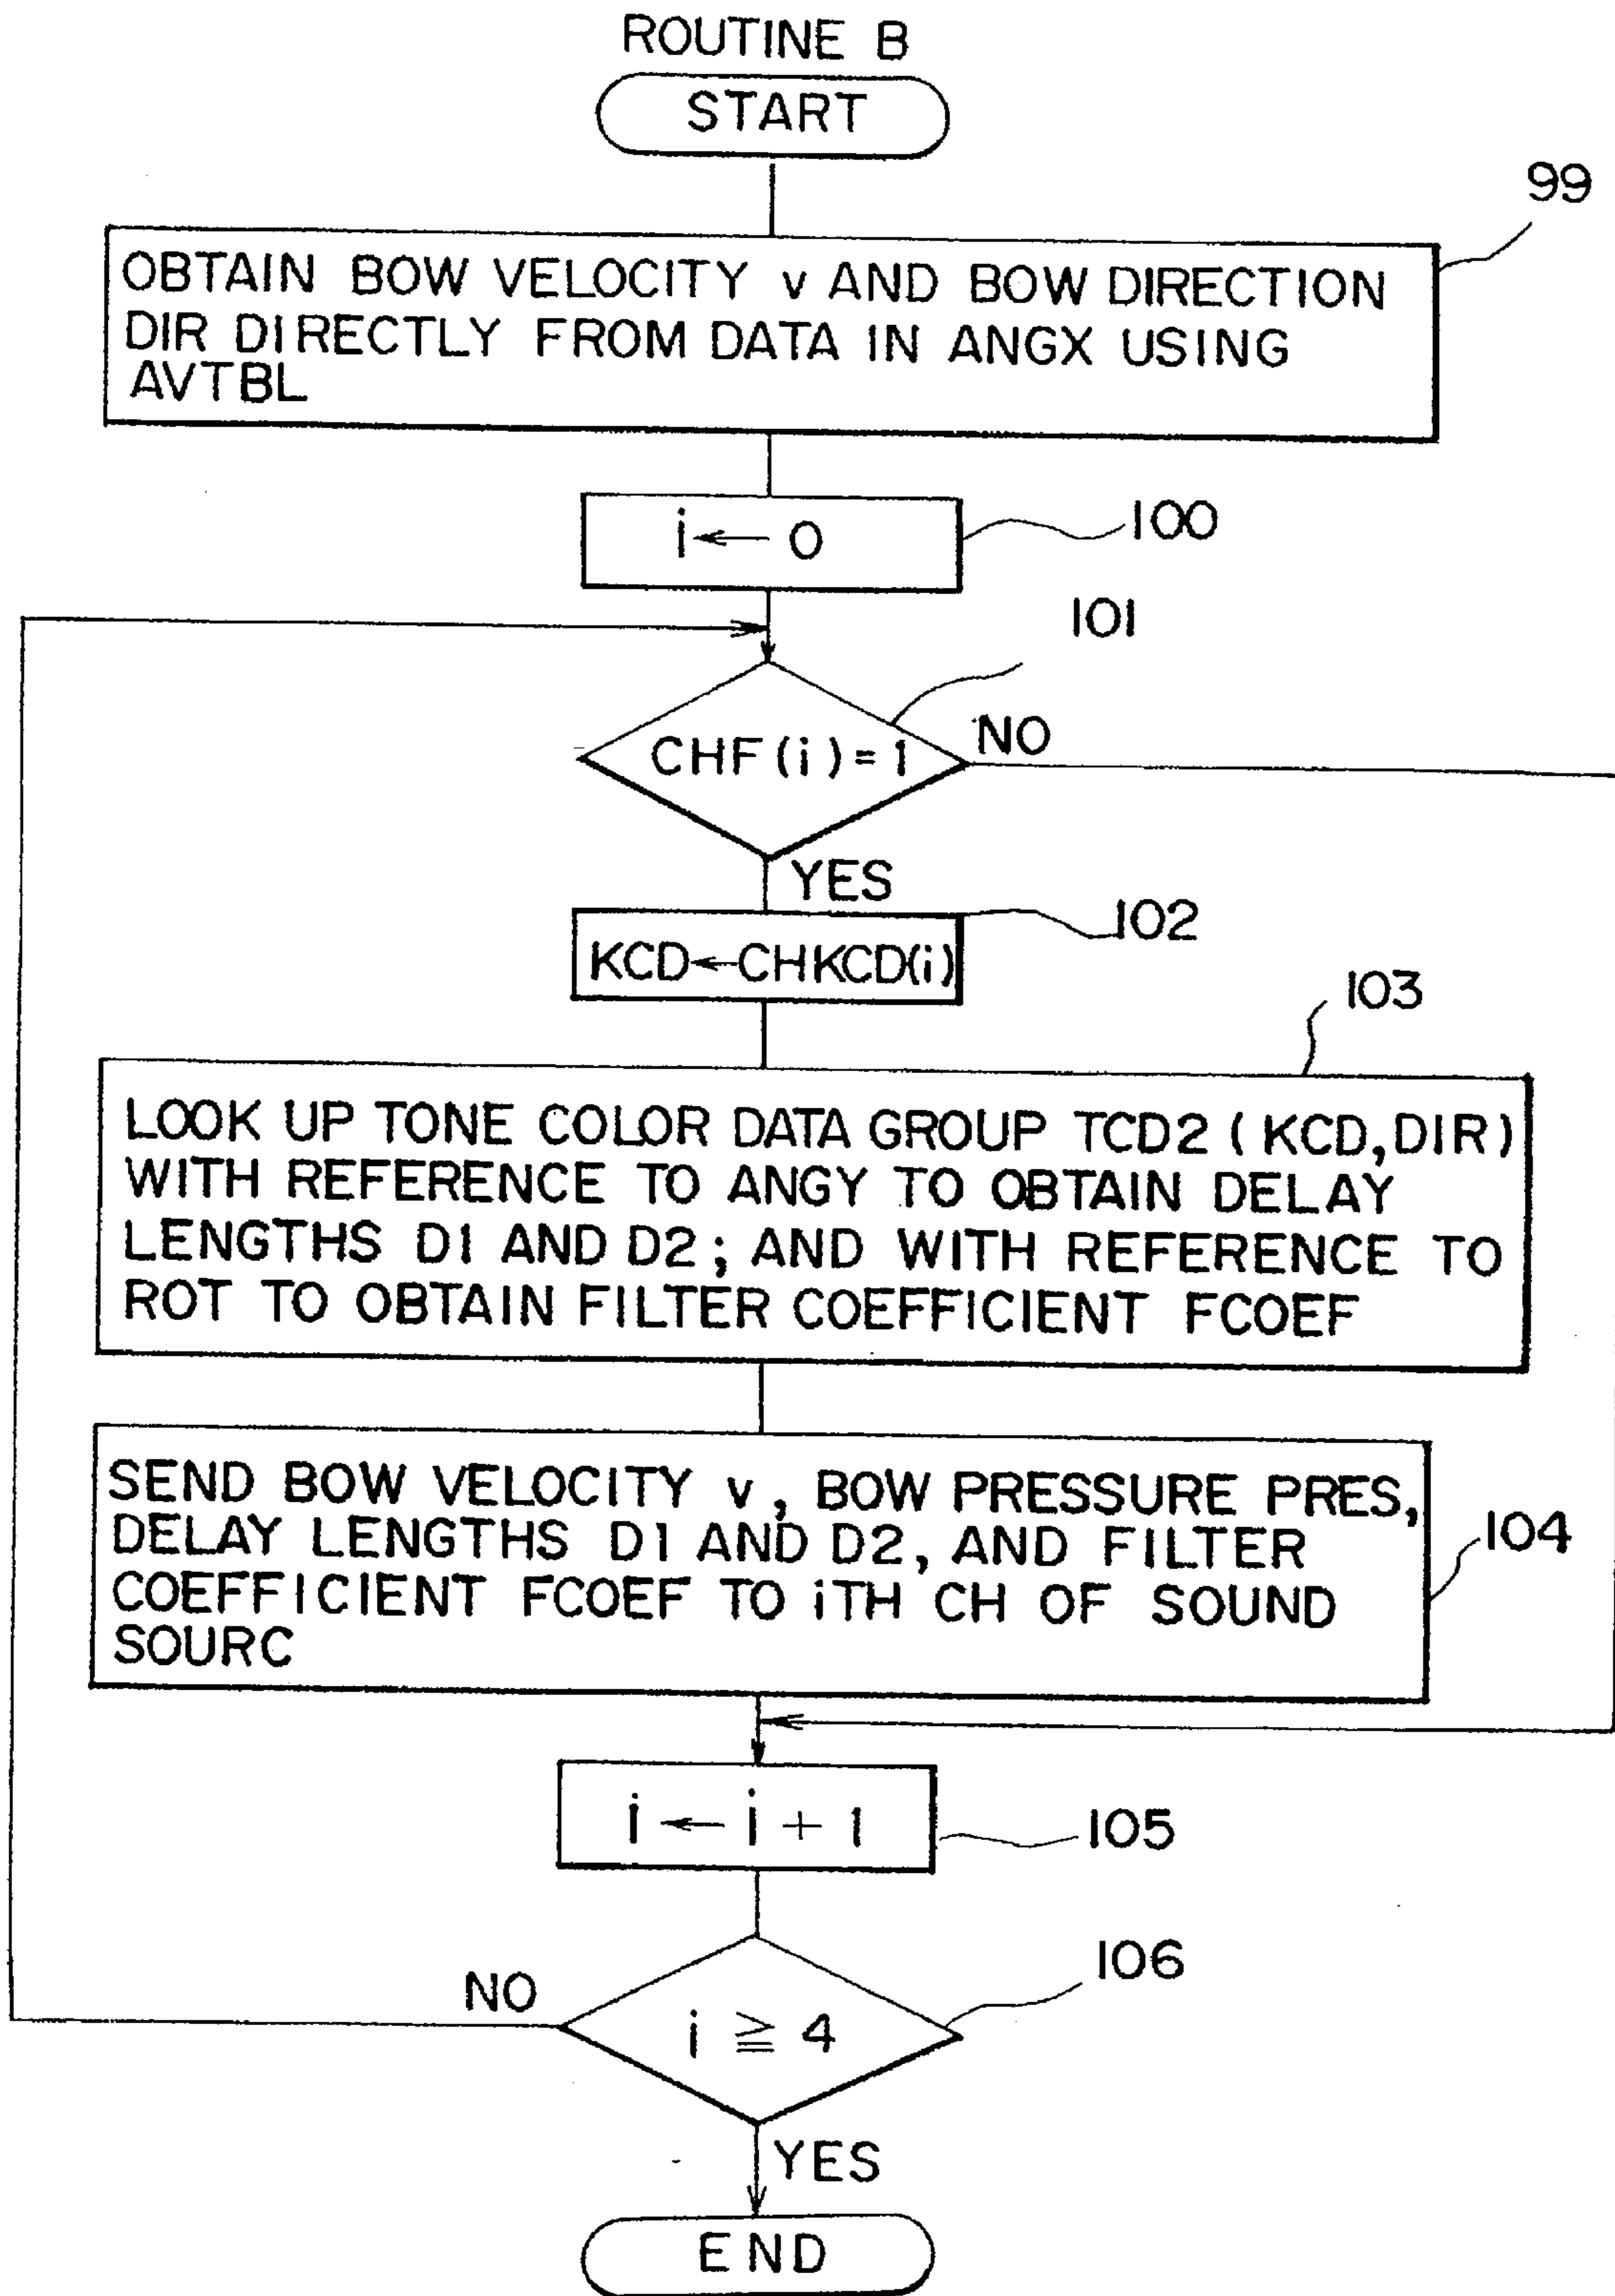 ROUTINE B
START
99
OBTAIN BOW VELOCITY v AND BOW DIRECTION
DIR DIRECTLY FROM DATA IN ANGX USING
AVTBL
i ← 0
100
101
CHF (i) = 1
NO
YES
102
KCD←CHKCD(i)
103
LOOK UP TONE COLOR DATA GROUP TCD2 (KCD,DIR)
WITH REFERENCE TO ANGY TO OBTAIN DELAY
LENGTHS D1 AND D2; AND WITH REFERENCE TO
ROT TO OBTAIN FILTER COEFFICIENT FCOEF
SEND BOW VELOCITY v, BOW PRESSURE PRES,
DELAY LENGTHS D1 AND D2, AND FILTER
COEFFICIENT FCOEF TO iTH CH OF SOUND
SOURC
104
i ← i + 1
105
106
NO
i ≧ 4
YES
END